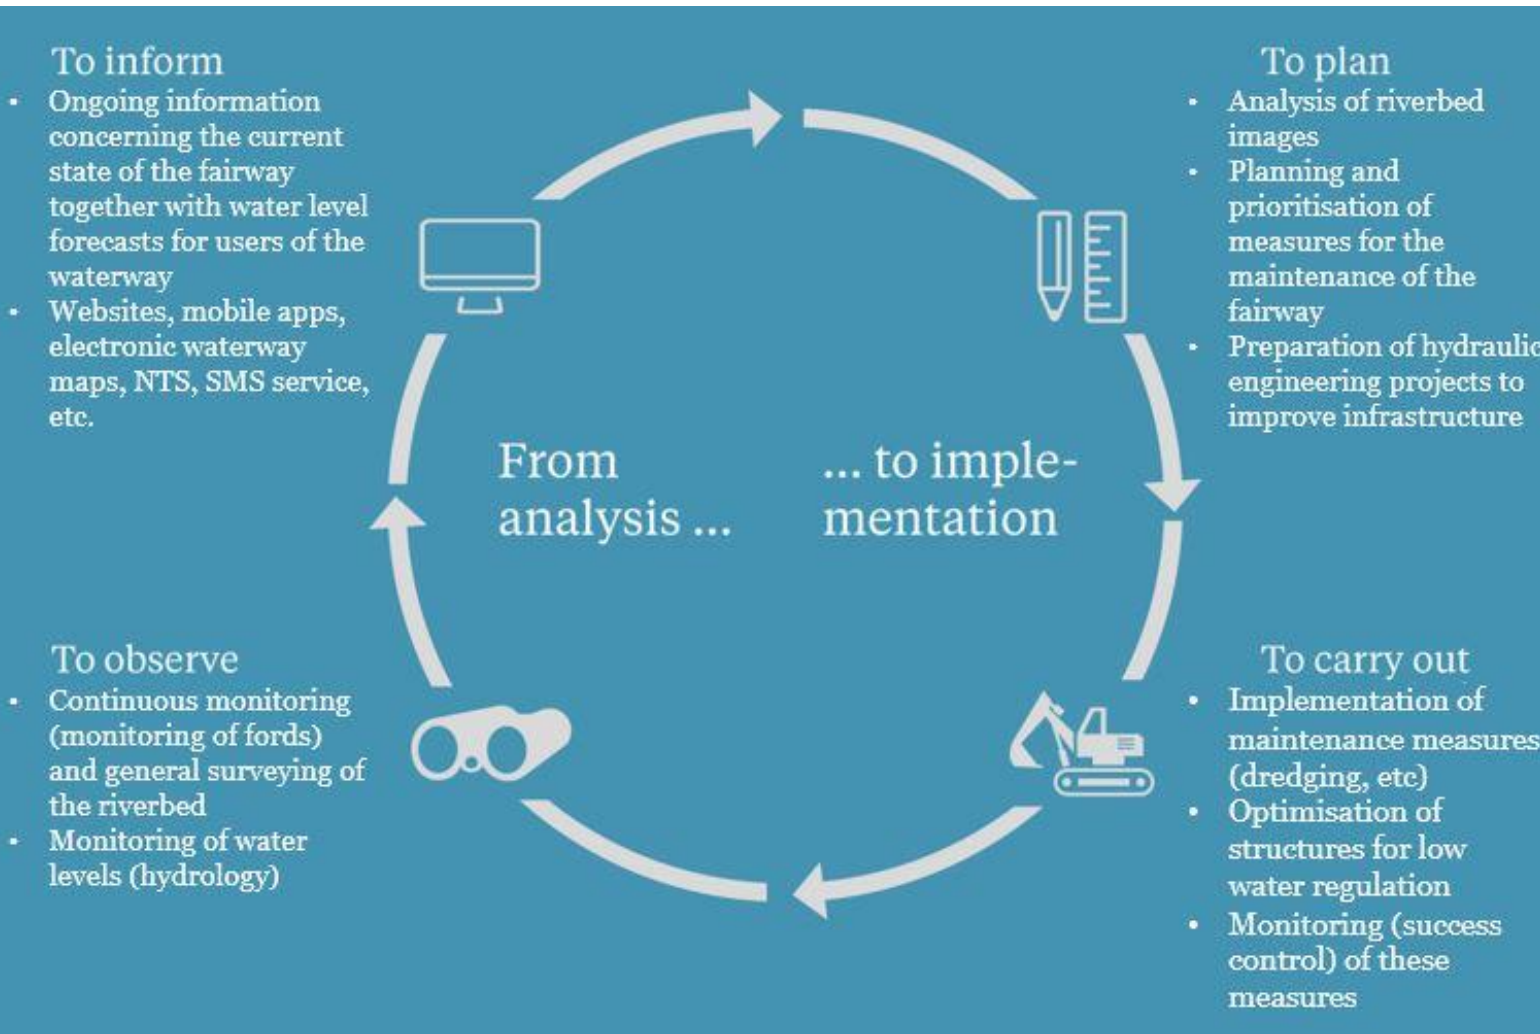 To inform
• Ongoing information
concerning the current
state of the fairway
together with water level
forecasts for users of the
waterway
• Websites, mobile apps,
electronic waterway
maps, NTS, SMS service,
etc.
To plan
• Analysis of riverbed
images
• Planning and
prioritisation of
measures for the
maintenance of the
fairway
• Preparation of hydraulic
engineering projects to
improve infrastructure
From
analysis ...
... to imple-
mentation
To observe
• Continuous monitoring
(monitoring of fords)
and general surveying of
the riverbed
• Monitoring of water
levels (hydrology)
To carry out
• Implementation of
maintenance measures
(dredging, etc)
• Optimisation of
structures for low
water regulation
• Monitoring (success
control) of these
measures